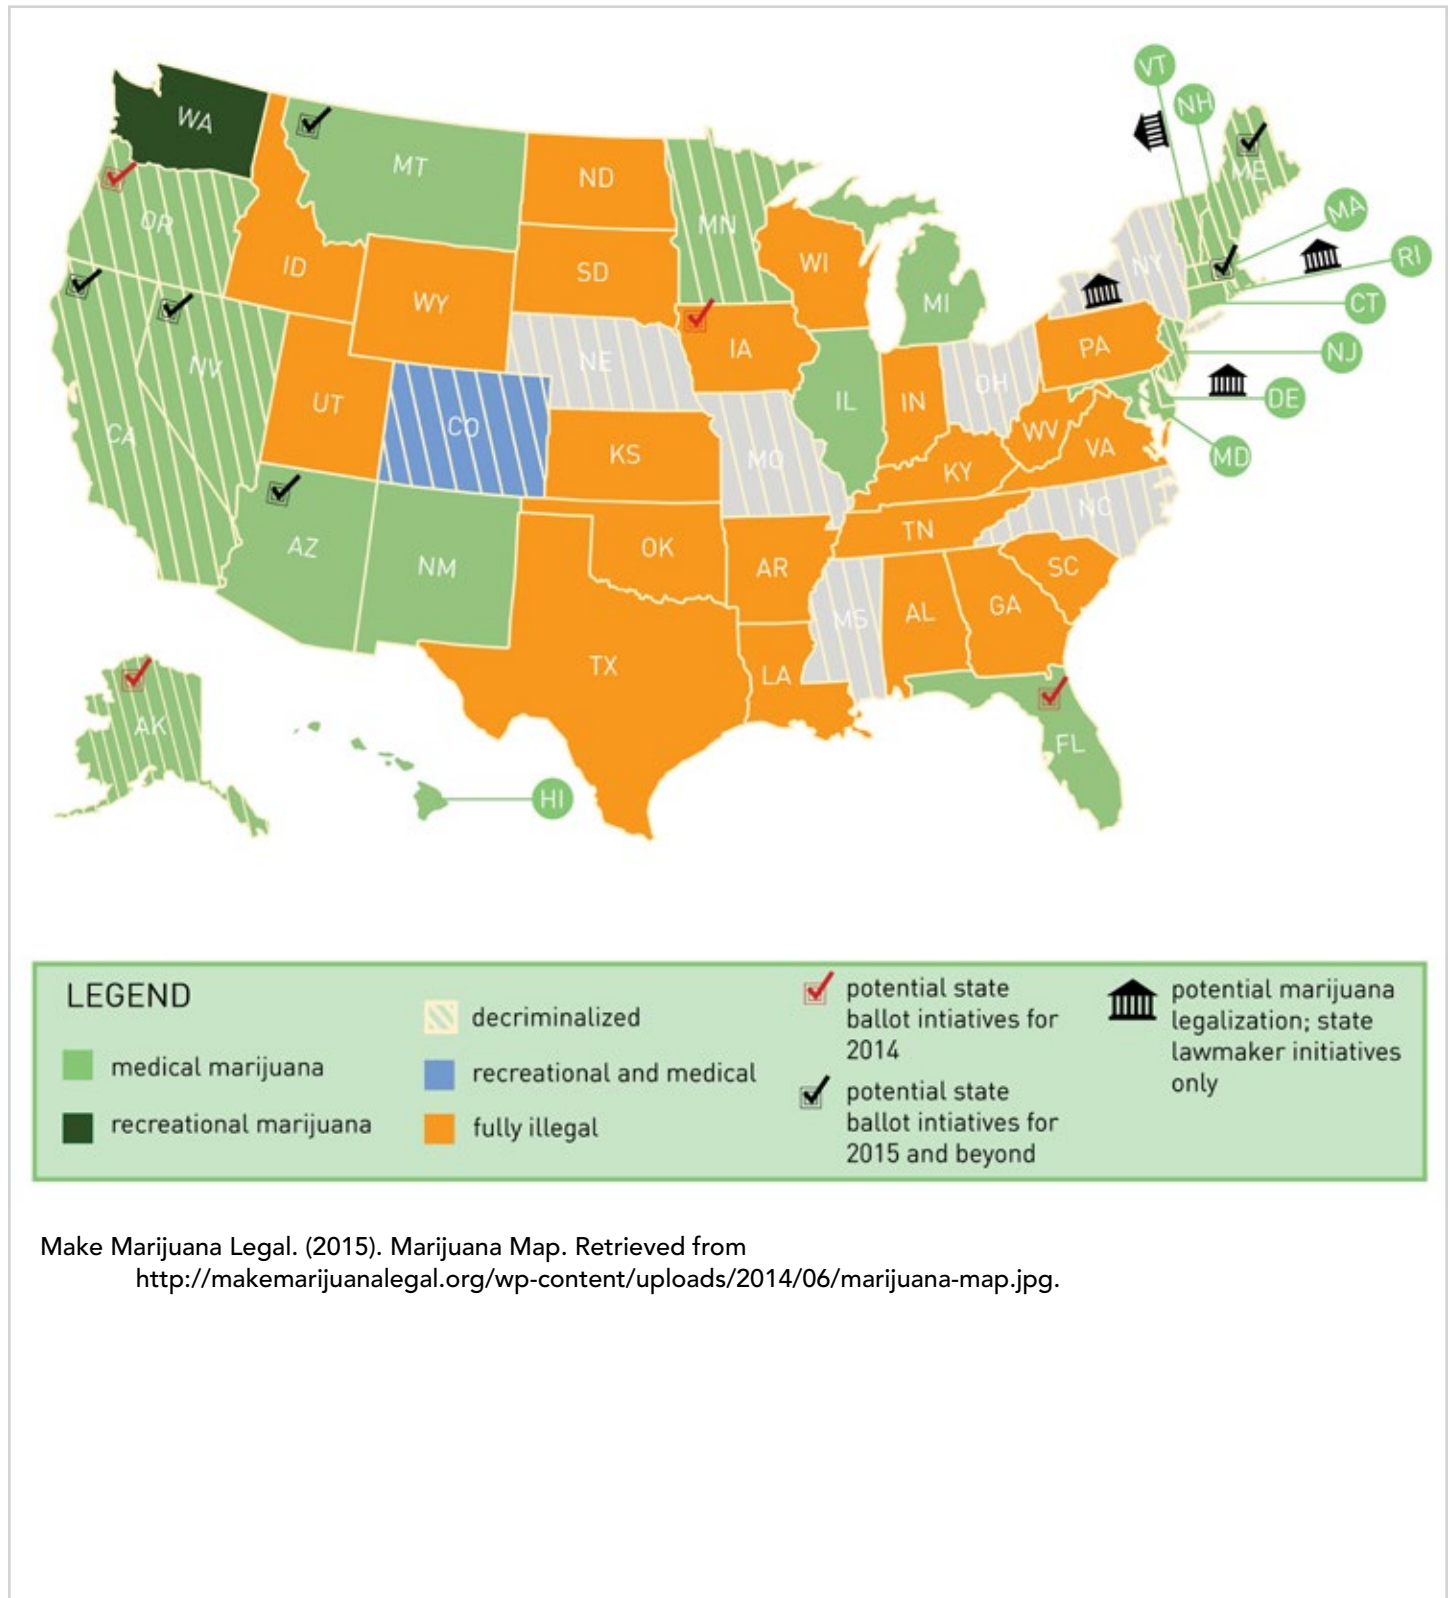 VT
NH
WA
ME
MT
ND
MA
OR
MN
ID
SD
WI
NY
RI
WY
MI
CT
IA
PA
NJ
NE
NV
OH
DE
UT
IL
IN
CO
CA
WV
VA
MD
KS
MO
KY
NC
AZ
TN
NM
OK
AR
SC
GA
MS
AL
TX
LA
AK
FL
HI
LEGEND
medical marijuana
recreational marijuana
decriminalized
recreational and medical
fully illegal
potential state
ballot intiatives for
2014
potential state
ballot intiatives for
2015 and beyond
potential marijuana
legalization; state
lawmaker initiatives
only
Make Marijuana Legal. (2015). Marijuana Map. Retrieved from
http://makemarijuanalegal.org/wp-content/uploads/2014/06/marijuana-map.jpg.